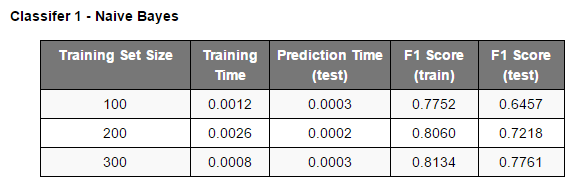 Classifer 1 - Naive Bayes
Training Set Size Training Time Prediction Time (test) F1 Score (train) F1 Score (test)
100 0.0012 0.0003 0.7752 0.6457
200 0.0026 0.0002 0.8060 0.7218
300 0.0008 0.0003 0.8134 0.7761